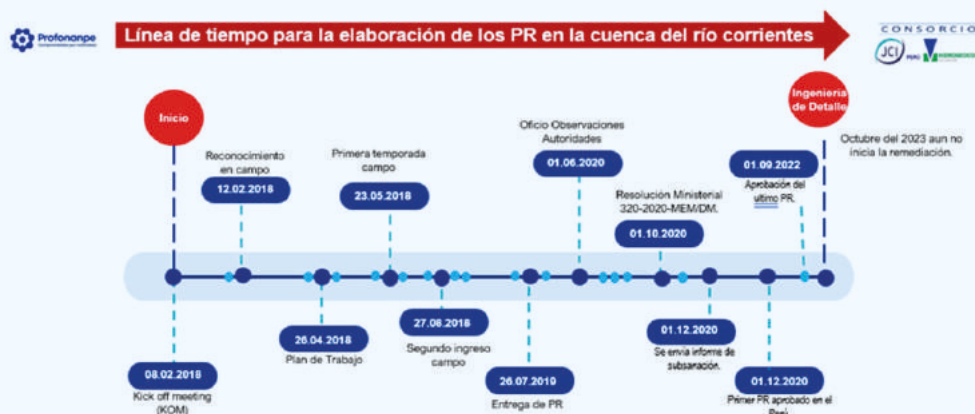 Profonanpe
Línea de tiempo para la elaboración de los PR en la cuenca del río corrientes
CONSORCIO
JCI
PERÚ
Inicio
Ingeniería
de Detalle
Octubre del 2023 aun no
inicia la remediación.
Reconocimiento
en campo
12.02.2018
Primera temporada
campo
23.05.2018
Oficio Observaciones
Autoridades
01.06.2020
Resolución Ministerial
320-2020-MEM/DM.
01.10.2020
01.09.2022
Aprobación del
ultimo PR.
08.02.2018
Kick off meeting
(KOM)
26.04.2018
Plan de Trabajo
27.08.2018
Segundo ingreso
campo
26.07.2019
Entrega de PR
01.12.2020
Se envia informe de
subsanación.
01.12.2020
Primer PR aprobado en el
Perú